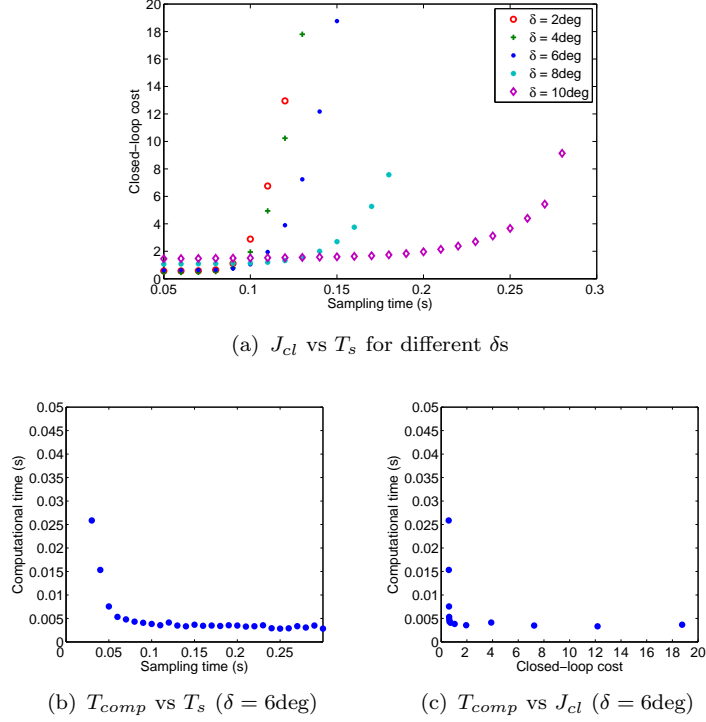 20
18
16
14
12
10
8
6
4
2
0
Closed-loop cost
δ = 2deg
δ = 4deg
δ = 6deg
δ = 8deg
δ = 10deg
0.05 0.1 0.15 0.2 0.25 0.3
Sampling time (s)
(a) J_cl vs T_s for different δs
0.05
0.045
0.04
0.035
0.03
0.025
0.02
0.015
0.01
0.005
0
Computational time (s)
0 0.05 0.1 0.15 0.2 0.25
Sampling time (s)
(b) T_comp vs T_s (δ = 6deg)
0.05
0.045
0.04
0.035
0.03
0.025
0.02
0.015
0.01
0.005
0
Computational time (s)
0 2 4 6 8 10 12 14 16 18 20
Closed-loop cost
(c) T_comp vs J_cl (δ = 6deg)